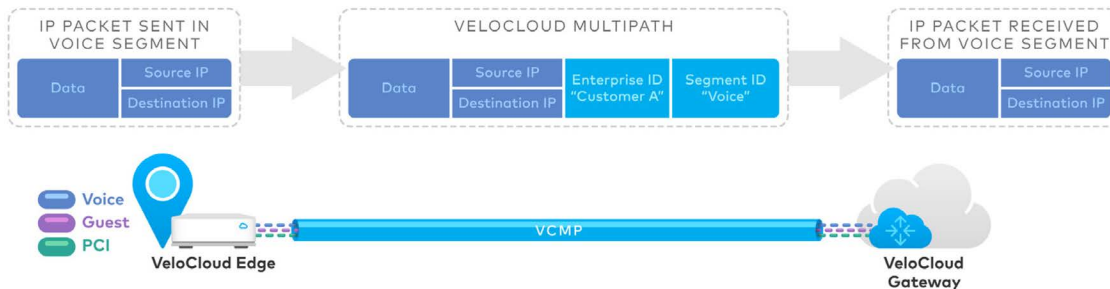 IP PACKET SENT IN
VOICE SEGMENT
Data
Source IP
Destination IP
VELOCLOUD MULTIPATH
Data
Source IP
Destination IP
Enterprise ID
"Customer A"
Segment ID
"Voice"
IP PACKET RECEIVED
FROM VOICE SEGMENT
Data
Source IP
Destination IP
Voice
Guest
PCI
VeloCloud Edge
VCMP
VeloCloud
Gateway